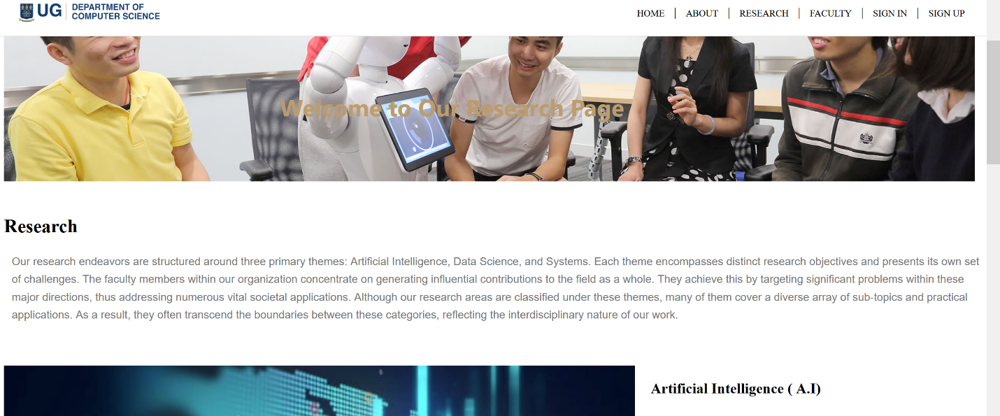 UG
DEPARTMENT OF
COMPUTER SCIENCE
HOME | ABOUT | RESEARCH | FACULTY | SIGN IN | SIGN UP
Welcome to Our Research Page
Research
Our research endeavors are structured around three primary themes: Artificial Intelligence, Data Science, and Systems. Each theme encompasses distinct research objectives and presents its own set
of challenges. The faculty members within our organization concentrate on generating influential contributions to the field as a whole. They achieve this by targeting significant problems within these
major directions, thus addressing numerous vital societal applications. Although our research areas are classified under these themes, many of them cover a diverse array of sub-topics and practical
applications. As a result, they often transcend the boundaries between these categories, reflecting the interdisciplinary nature of our work.
Artificial Intelligence ( A.I)